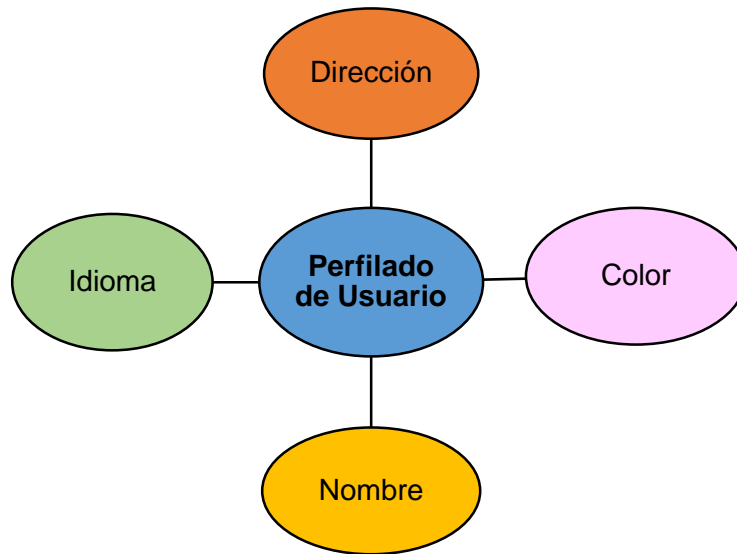 Dirección
Idioma
Perfilado
de Usuario
Color
Nombre